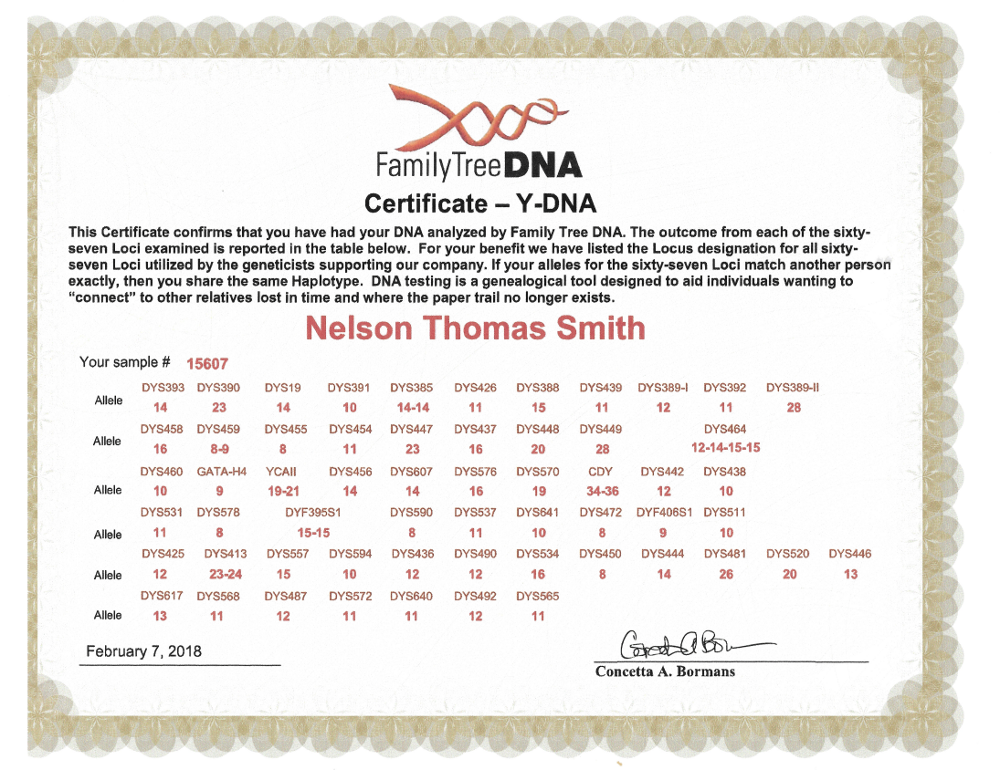 FamilyTreeDNA
Certificate – Y-DNA
This Certificate confirms that you have had your DNA analyzed by Family Tree DNA. The outcome from each of the sixty-
seven Loci examined is reported in the table below. For your benefit we have listed the Locus designation for all sixty-
seven Loci utilized by the geneticists supporting our company. If your alleles for the sixty-seven Loci match another person
exactly, then you share the same Haplotype. DNA testing is a genealogical tool designed to aid individuals wanting to
“connect” to other relatives lost in time and where the paper trail no longer exists.
Nelson Thomas Smith
Your sample # 15607
DYS393 DYS390 DYS19 DYS391 DYS385 DYS426 DYS388 DYS439 DYS389-I DYS392 DYS389-II
Allele 14 23 14 10 14-14 11 15 11 12 11 28
DYS458 DYS459 DYS455 DYS454 DYS447 DYS437 DYS448 DYS449 DYS464
Allele 16 8-9 8 11 23 16 20 28 12-14-15-15
DYS460 GATA-H4 YCAII DYS456 DYS607 DYS576 DYS570 CDY DYS442 DYS438
Allele 10 9 19-21 14 14 16 19 34-36 12 10
DYS531 DYS578 DYF395S1 DYS590 DYS537 DYS641 DYS472 DYF406S1 DYS511
Allele 11 8 15-15 8 11 10 8 9 10
DYS425 DYS413 DYS557 DYS594 DYS436 DYS490 DYS534 DYS450 DYS444 DYS481 DYS520 DYS446
Allele 12 23-24 15 10 12 12 16 8 14 26 20 13
DYS617 DYS568 DYS487 DYS572 DYS640 DYS492 DYS565
Allele 13 11 12 11 11 12 11
February 7, 2018
Concetta A. Bormans